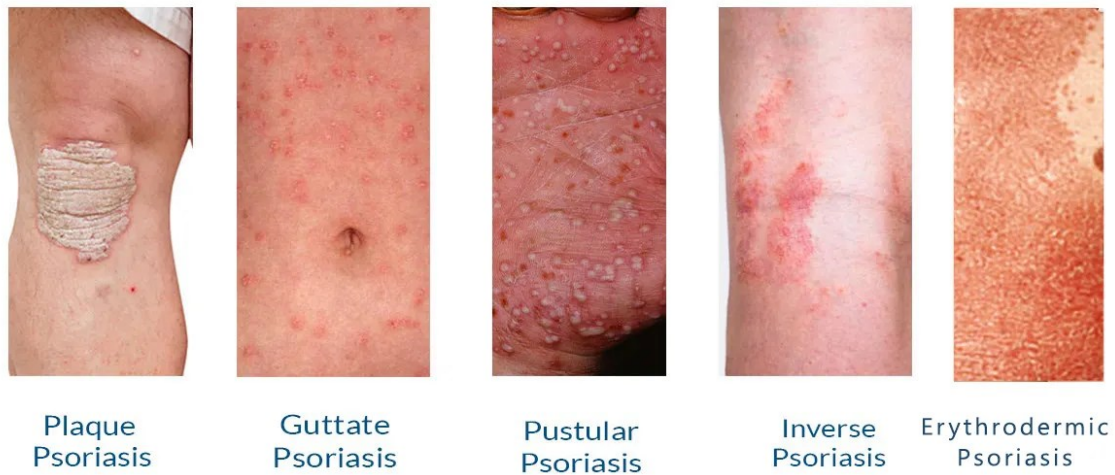 Plaque
Psoriasis
Guttate
Psoriasis
Pustular
Psoriasis
Inverse
Psoriasis
Erythrodermic
Psoriasis